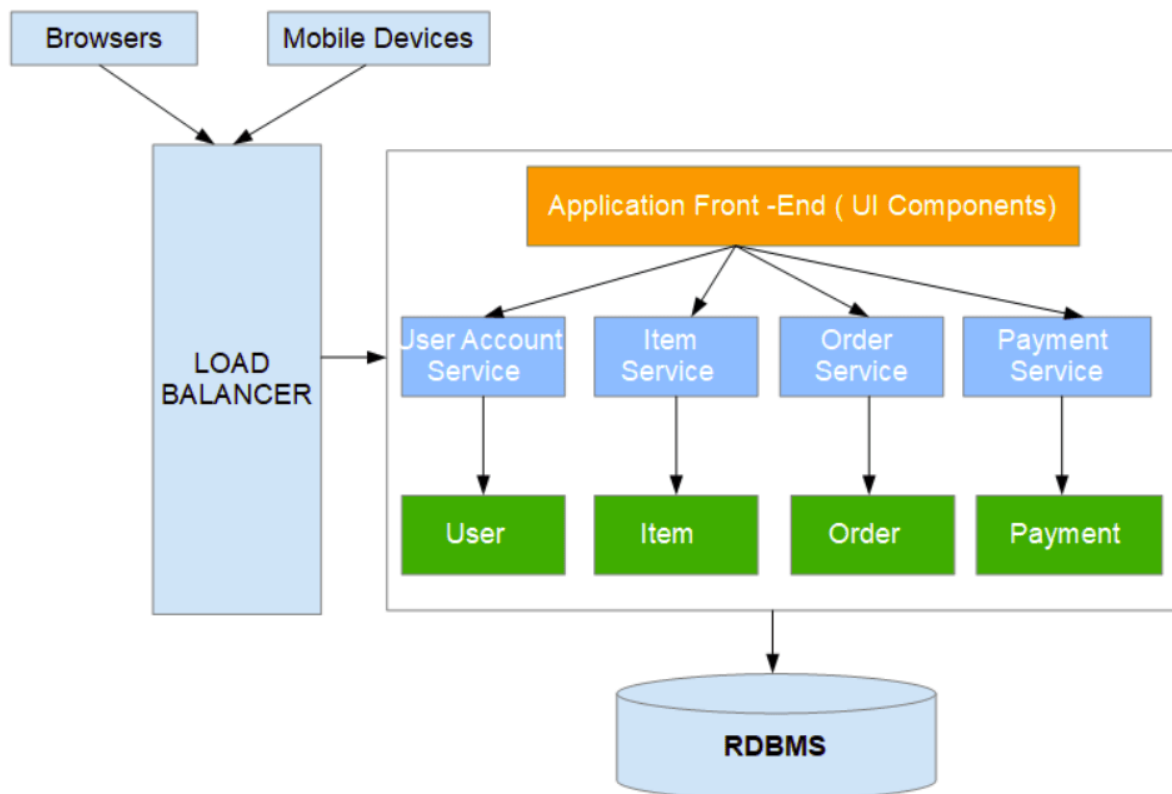 Browsers
Mobile Devices
LOAD
BALANCER
Application Front -End ( UI Components)
User Account
Service
Item
Service
Order
Service
Payment
Service
User
Item
Order
Payment
RDBMS